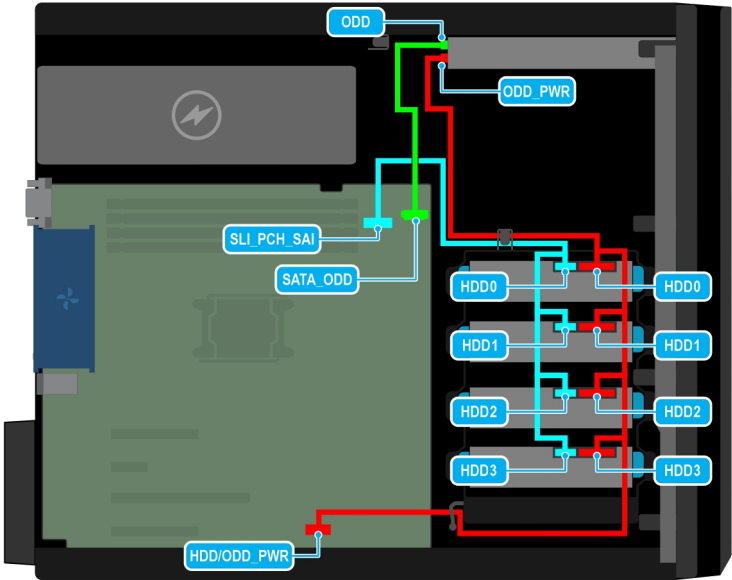 ODD
ODD_PWR
SLI_PCH_SAI
SATA_ODD
HDD0
HDD0
HDD1
HDD1
HDD2
HDD2
HDD3
HDD3
HDD/ODD_PWR